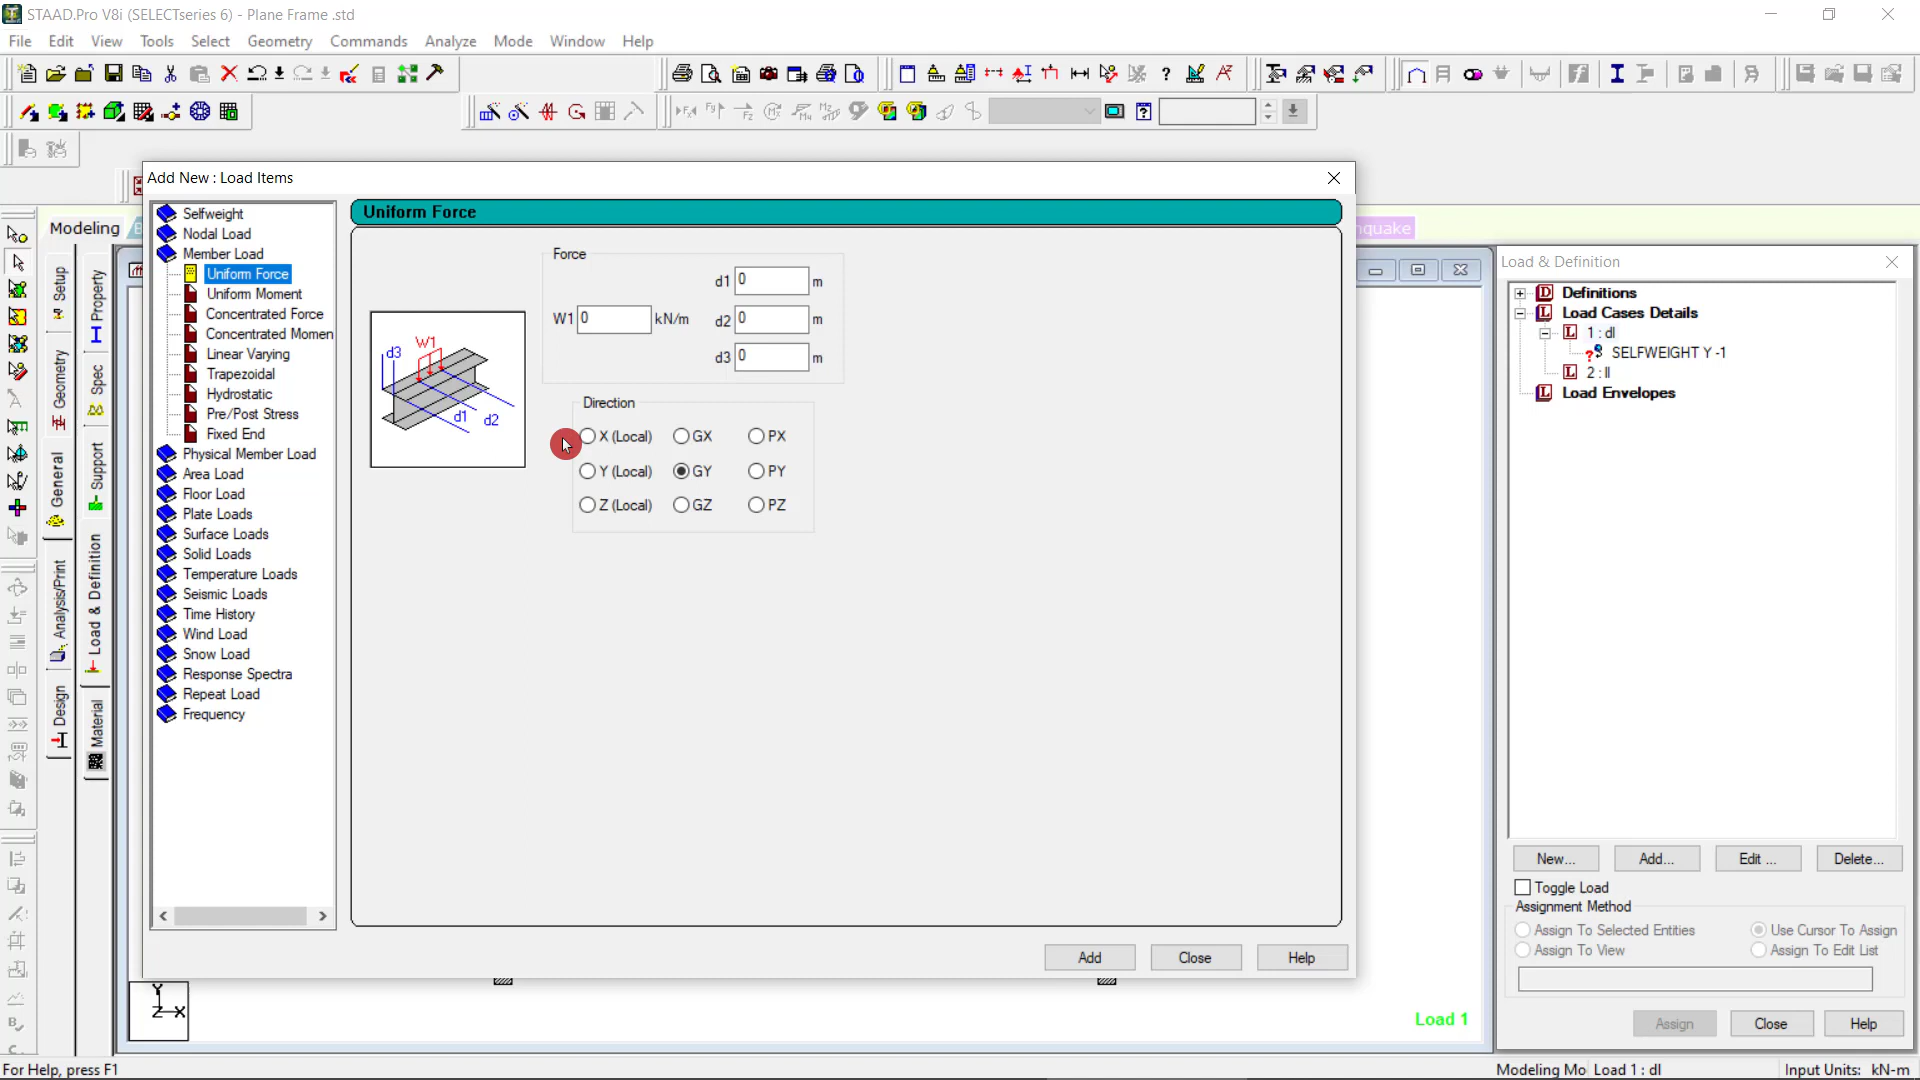 STAAD.Pro V8i (SELECTseries 6) - Plane Frame .std
File Edit View Tools Select Geometry Commands Analyze Mode Window Help
Add New : Load Items
Selfweight
Nodal Load
Member Load
Uniform Force
Uniform Moment
Concentrated Force
Concentrated Momen
Linear Varying
Trapezoidal
Hydrostatic
Pre/Post Stress
Fixed End
Physical Member Load
Area Load
Floor Load
Plate Loads
Surface Loads
Solid Loads
Temperature Loads
Seismic Loads
Time History
Wind Load
Snow Load
Response Spectra
Repeat Load
Frequency
Uniform Force
Force
d1 0 m
W1 0 kN/m d2 0 m
d3 0 m
W1
d3
d1
d2
Direction
X (Local) GX PX
Y (Local) GY PY
Z (Local) GZ PZ
Add Close Help
Modeling
quake
Setup
Geometry
General
Analysis/Print
Design
Property
Spec
Support
Load & Definition
Material
Load & Definition
Definitions
Load Cases Details
1 : dl
SELFWEIGHT Y -1
2 : ll
Load Envelopes
New... Add... Edit ... Delete...
Toggle Load
Assignment Method
Assign To Selected Entities Use Cursor To Assign
Assign To View Assign To Edit List
Assign Close Help
Y
Z X
Load 1
For Help, press F1
Modeling Mo Load 1 : dl Input Units: kN-m